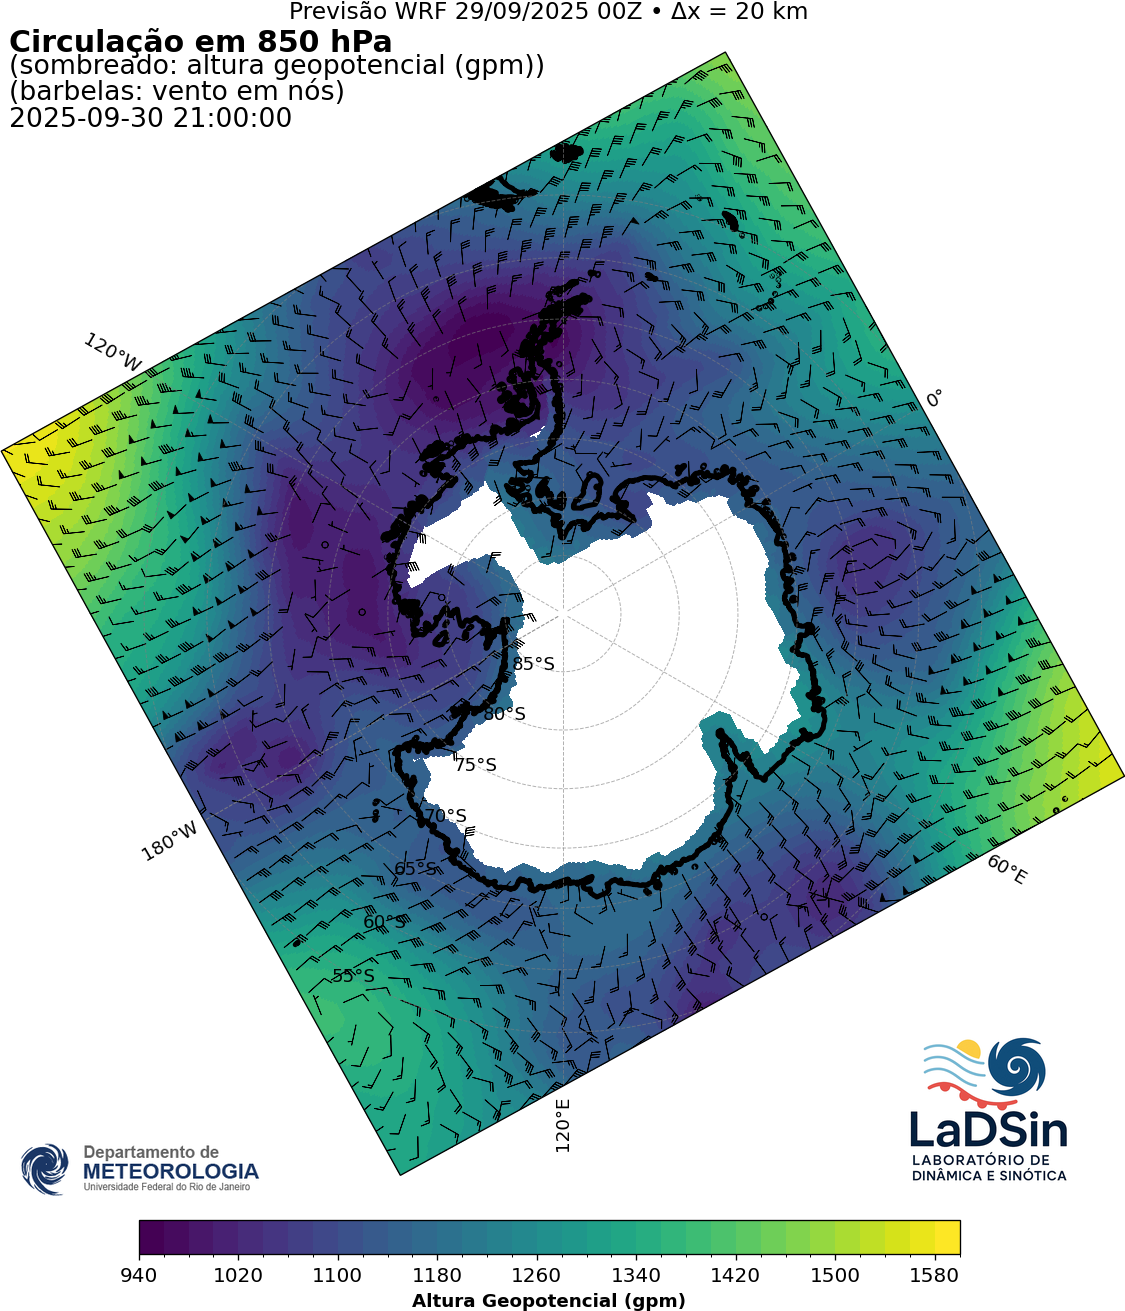 Previsão WRF 29/09/2025 00Z • Δx = 20 km
Circulação em 850 hPa
(sombreado: altura geopotencial (gpm))
(barbelas: vento em nós)
2025-09-30 21:00:00
120°W
0°
85°S
80°S
75°S
70°S
180°W
65°S
60°E
60°S
55°S
120°E
LaDSin
LABORATÓRIO DE
DINÂMICA E SINÓTICA
Departamento de
METEOROLOGIA
Universidade Federal do Rio de Janeiro
940 1020 1100 1180 1260 1340 1420 1500 1580
Altura Geopotencial (gpm)